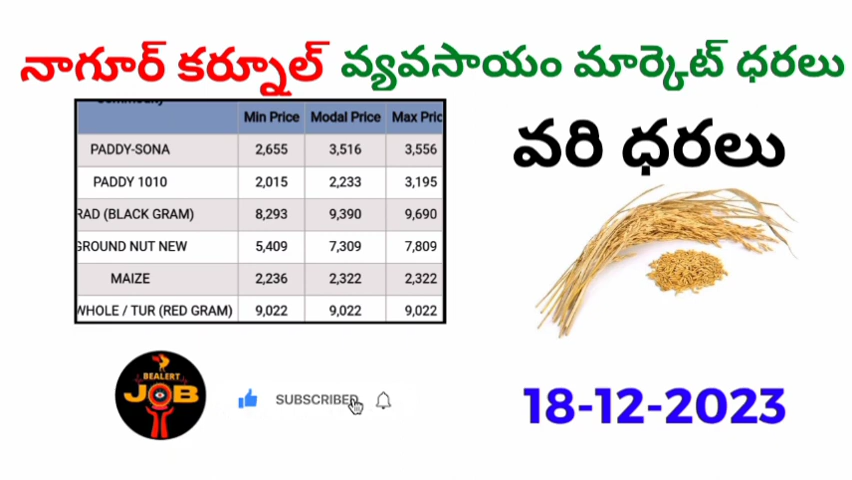 నాగూర్ కర్నూల్ వ్యవసాయం మార్కెట్ ధరలు
వరి ధరలు
Min Price Modal Price Max Pric
PADDY-SONA 2,655 3,516 3,556
PADDY 1010 2,015 2,233 3,195
RAD (BLACK GRAM) 8,293 9,390 9,690
GROUND NUT NEW 5,409 7,309 7,809
MAIZE 2,236 2,322 2,322
WHOLE / TUR (RED GRAM) 9,022 9,022 9,022
BEALERT
JOB
SUBSCRIBED
18-12-2023